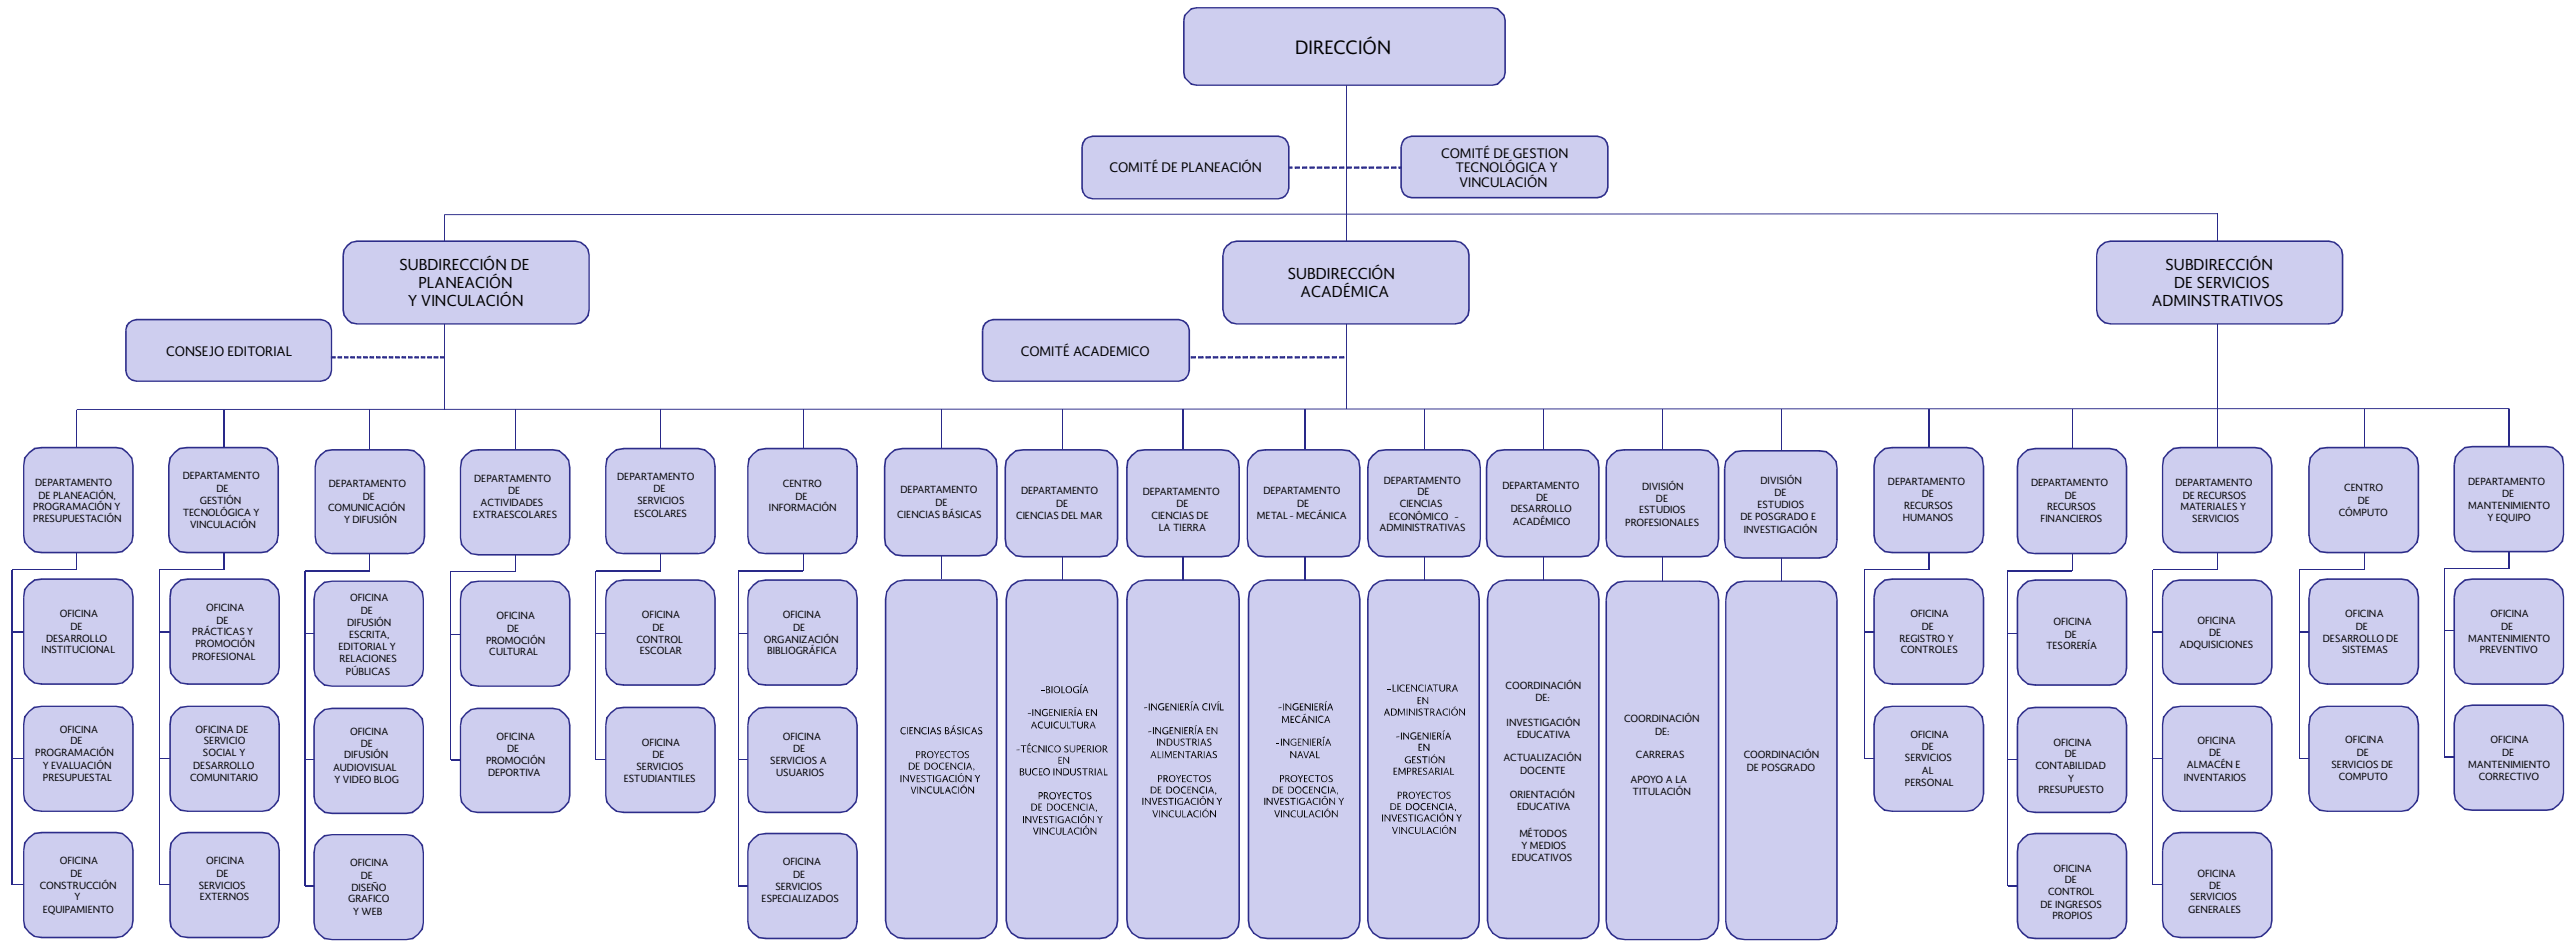 DIRECCIÓN
COMITÉ DE PLANEACIÓN
COMITÉ DE GESTION
TECNOLÓGICA Y
VINCULACIÓN
SUBDIRECCIÓN DE
PLANEACIÓN
Y VINCULACIÓN
SUBDIRECCIÓN
ACADÉMICA
SUBDIRECCIÓN
DE SERVICIOS
ADMINSTRATIVOS
CONSEJO EDITORIAL
COMITÉ ACADEMICO
DEPARTAMENTO
DE PLANEACIÓN,
PROGRAMACIÓN Y
PRESUPUESTACIÓN
DEPARTAMENTO
DE
GESTIÓN
TECNOLÓGICA Y
VINCULACIÓN
DEPARTAMENTO
DE
COMUNICACIÓN
Y DIFUSIÓN
DEPARTAMENTO
DE
ACTIVIDADES
EXTRAESCOLARES
DEPARTAMENTO
DE
SERVICIOS
ESCOLARES
CENTRO
DE
INFORMACIÓN
DEPARTAMENTO
DE
CIENCIAS BÁSICAS
DEPARTAMENTO
DE
CIENCIAS DEL MAR
DEPARTAMENTO
DE
CIENCIAS DE
LA TIERRA
DEPARTAMENTO
DE
METAL - MECÁNICA
DEPARTAMENTO
DE
CIENCIAS
ECONÓMICO -
ADMINISTRATIVAS
DEPARTAMENTO
DE
DESARROLLO
ACADÉMICO
DIVISIÓN
DE
ESTUDIOS
PROFESIONALES
DIVISIÓN
DE
ESTUDIOS
DE POSGRADO E
INVESTIGACIÓN
DEPARTAMENTO
DE
RECURSOS
HUMANOS
DEPARTAMENTO
DE
RECURSOS
FINANCIEROS
DEPARTAMENTO
DE RECURSOS
MATERIALES Y
SERVICIOS
CENTRO
DE
CÓMPUTO
DEPARTAMENTO
DE
MANTENIMIENTO
Y EQUIPO
OFICINA
DE
DESARROLLO
INSTITUCIONAL
OFICINA
DE
PRÁCTICAS Y
PROMOCIÓN
PROFESIONAL
OFICINA
DE
DIFUSIÓN
ESCRITA,
EDITORIAL Y
RELACIONES
PÚBLICAS
OFICINA
DE
PROMOCIÓN
CULTURAL
OFICINA
DE
CONTROL
ESCOLAR
OFICINA
DE
ORGANIZACIÓN
BIBLIOGRÁFICA
CIENCIAS BÁSICAS
PROYECTOS
DE DOCENCIA,
INVESTIGACIÓN Y
VINCULACIÓN
-BIOLOGÍA
-INGENIERÍA EN
ACUICULTURA
-TÉCNICO SUPERIOR
EN
BUCEO INDUSTRIAL
PROYECTOS
DE DOCENCIA,
INVESTIGACIÓN Y
VINCULACIÓN
-INGENIERÍA CIVÍL
-INGENIERÍA EN
INDUSTRIAS
ALIMENTARIAS
PROYECTOS
DE DOCENCIA,
INVESTIGACIÓN Y
VINCULACIÓN
-INGENIERÍA
MECÁNICA
-INGENIERÍA
NAVAL
PROYECTOS
DE DOCENCIA,
INVESTIGACIÓN Y
VINCULACIÓN
-LICENCIATURA
EN
ADMINISTRACIÓN
-INGENIERÍA
EN
GESTIÓN
EMPRESARIAL
PROYECTOS
DE DOCENCIA,
INVESTIGACIÓN Y
VINCULACIÓN
COORDINACIÓN
DE:
INVESTIGACIÓN
EDUCATIVA
ACTUALIZACIÓN
DOCENTE
ORIENTACIÓN
EDUCATIVA
MÉTODOS
Y MEDIOS
EDUCATIVOS
COORDINACIÓN
DE:
CARRERAS
APOYO A LA
TITULACIÓN
COORDINACIÓN
DE POSGRADO
OFICINA
DE
REGISTRO Y
CONTROLES
OFICINA
DE
TESORERÍA
OFICINA
DE
ADQUISICIONES
OFICINA
DE
DESARROLLO DE
SISTEMAS
OFICINA
DE
MANTENIMIENTO
PREVENTIVO
OFICINA
DE
PROGRAMACIÓN
Y EVALUACIÓN
PRESUPUESTAL
OFICINA DE
SERVICIO
SOCIAL Y
DESARROLLO
COMUNITARIO
OFICINA
DE
DIFUSIÓN
AUDIOVISUAL
Y VIDEO BLOG
OFICINA
DE
PROMOCIÓN
DEPORTIVA
OFICINA
DE
SERVICIOS
ESTUDIANTILES
OFICINA
DE
SERVICIOS A
USUARIOS
OFICINA
DE
SERVICIOS
AL
PERSONAL
OFICINA
DE
CONTABILIDAD
Y
PRESUPUESTO
OFICINA
DE
ALMACÉN E
INVENTARIOS
OFICINA
DE
SERVICIOS DE
COMPUTO
OFICINA
DE
MANTENIMIENTO
CORRECTIVO
OFICINA
DE
CONSTRUCCIÓN
Y
EQUIPAMIENTO
OFICINA
DE
SERVICIOS
EXTERNOS
OFICINA
DE
DISEÑO
GRAFICO
Y WEB
OFICINA
DE
SERVICIOS
ESPECIALIZADOS
OFICINA
DE
CONTROL
DE INGRESOS
PROPIOS
OFICINA
DE
SERVICIOS
GENERALES